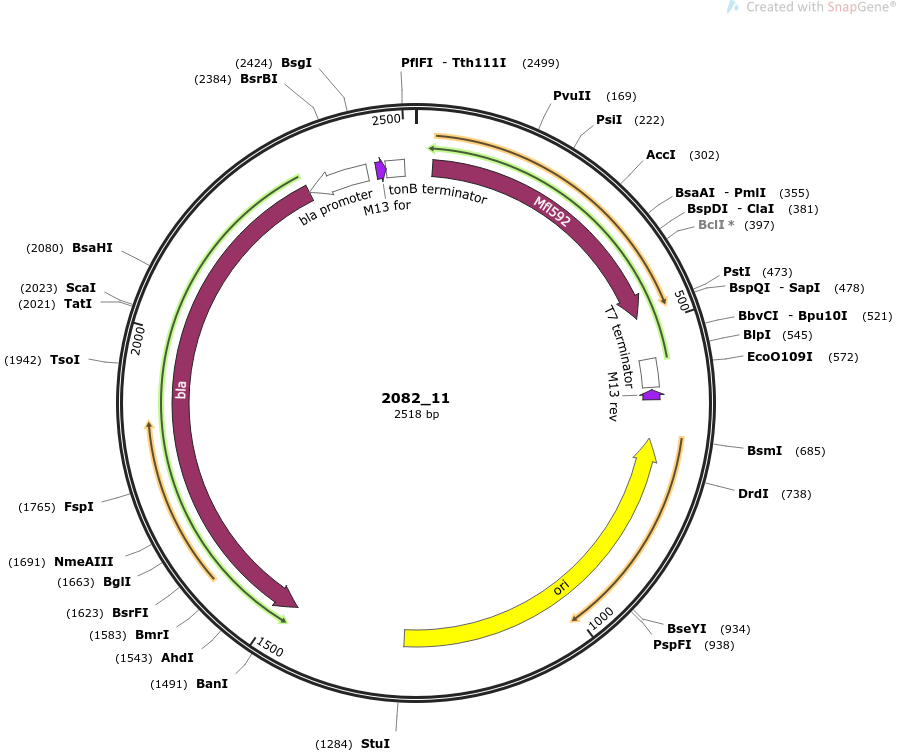 Created with SnapGene®
(2424) BsgI
(2384) BsrBI
PflFI - Tth111I (2499)
PvuII (169)
PsiI (222)
AccI (302)
BsaAI - PmlI (355)
BspDI - ClaI (381)
BclI * (397)
PstI (473)
BspQI - SapI (478)
BbvCI - Bpu10I (521)
BlpI (545)
EcoO109I (572)
BsmI (685)
DrdI (738)
BseYI (934)
PspFI (938)
(1284) StuI
(1491) BanI
(1543) AhdI
(1583) BmrI
(1623) BsrFI
(1663) BglI
(1691) NmeAIII
(1765) FspI
(1942) TsoI
(2021) TatI
(2023) ScaI
(2080) BsaHI
2500
500
1000
1500
2000
bla promoter
M13 for
tonB terminator
Mfl592
T7 terminator
M13 rev
ori
bla
2082_11
2518 bp